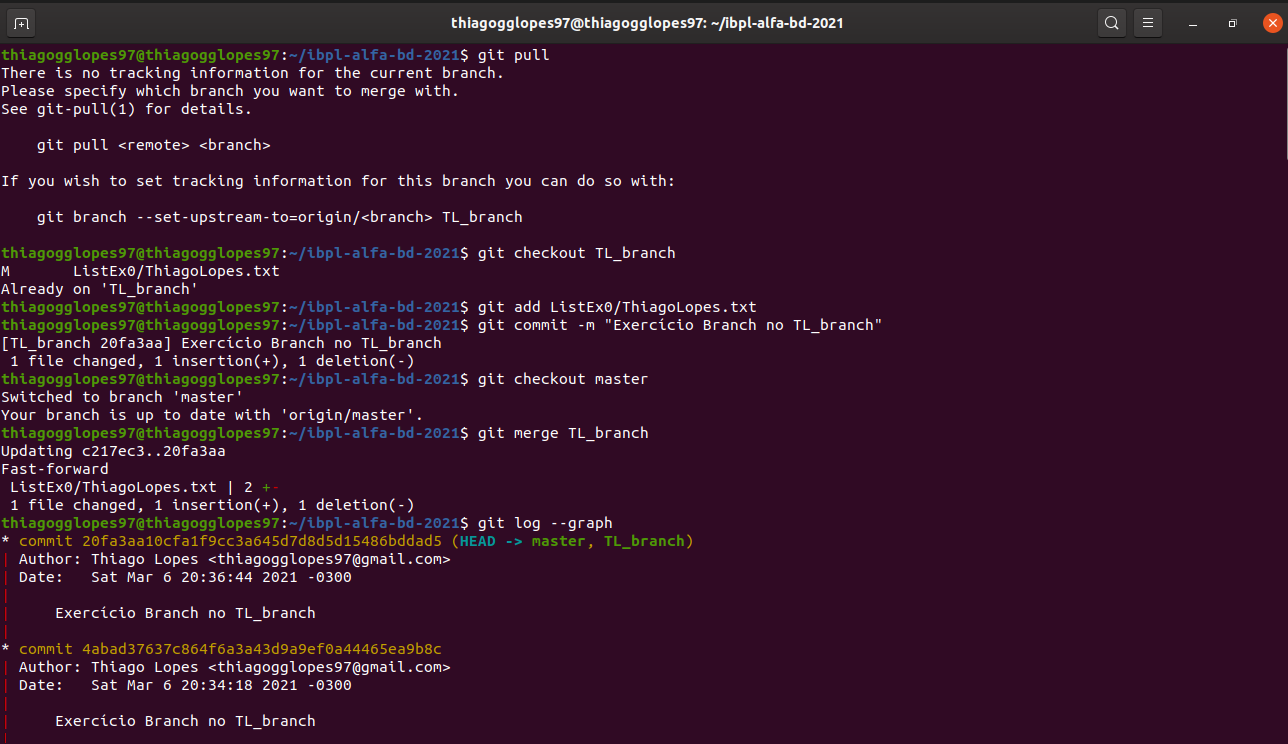 thiagogglopes97@thiagogglopes97: ~/ibpl-alfa-bd-2021
thiagogglopes97@thiagogglopes97:~/ibpl-alfa-bd-2021$ git pull
There is no tracking information for the current branch.
Please specify which branch you want to merge with.
See git-pull(1) for details.

    git pull <remote> <branch>

If you wish to set tracking information for this branch you can do so with:

    git branch --set-upstream-to=origin/<branch> TL_branch

thiagogglopes97@thiagogglopes97:~/ibpl-alfa-bd-2021$ git checkout TL_branch
M       ListEx0/ThiagoLopes.txt
Already on 'TL_branch'
thiagogglopes97@thiagogglopes97:~/ibpl-alfa-bd-2021$ git add ListEx0/ThiagoLopes.txt
thiagogglopes97@thiagogglopes97:~/ibpl-alfa-bd-2021$ git commit -m "Exercício Branch no TL_branch"
[TL_branch 20fa3aa] Exercício Branch no TL_branch
 1 file changed, 1 insertion(+), 1 deletion(-)
thiagogglopes97@thiagogglopes97:~/ibpl-alfa-bd-2021$ git checkout master
Switched to branch 'master'
Your branch is up to date with 'origin/master'.
thiagogglopes97@thiagogglopes97:~/ibpl-alfa-bd-2021$ git merge TL_branch
Updating c217ec3..20fa3aa
Fast-forward
 ListEx0/ThiagoLopes.txt | 2 +-
 1 file changed, 1 insertion(+), 1 deletion(-)
thiagogglopes97@thiagogglopes97:~/ibpl-alfa-bd-2021$ git log --graph
* commit 20fa3aa10cfa1f9cc3a645d7d8d5d15486bddad5 (HEAD -> master, TL_branch)
| Author: Thiago Lopes <thiagogglopes97@gmail.com>
| Date:   Sat Mar 6 20:36:44 2021 -0300
|
|     Exercício Branch no TL_branch
|
* commit 4abad37637c864f6a3a43d9a9ef0a44465ea9b8c
| Author: Thiago Lopes <thiagogglopes97@gmail.com>
| Date:   Sat Mar 6 20:34:18 2021 -0300
|
|     Exercício Branch no TL_branch
|